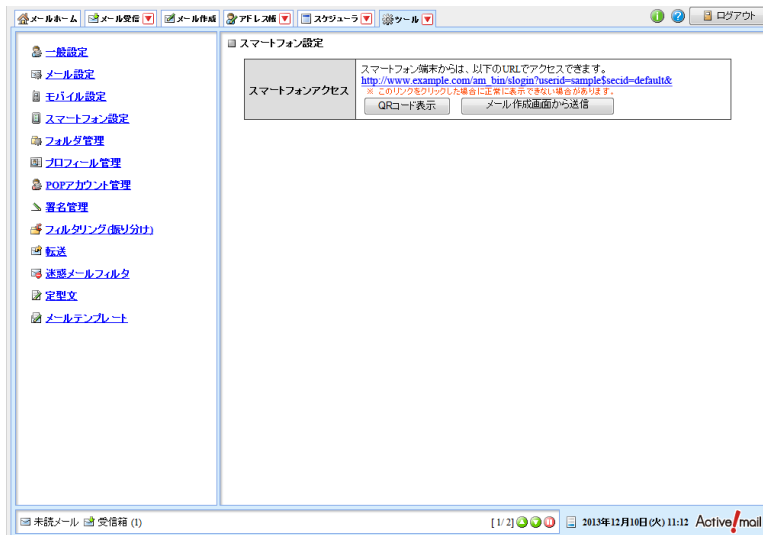 メールホーム メール受信 メール作成 アドレス帳 スケジューラ ツール ログアウト
一般設定
メール設定
モバイル設定
スマートフォン設定
フォルダ管理
プロフィール管理
POPアカウント管理
署名管理
フィルタリング(振り分け)
転送
迷惑メールフィルタ
定型文
メールテンプレート
スマートフォン設定
スマートフォンアクセス
スマートフォン端末からは、以下のURLでアクセスできます。
http://www.example.com/am_bin/slogin?userid=sample$secid=default&
※ このリンクをクリックした場合に正常に表示できない場合があります。
QRコード表示 メール作成画面から送信
未読メール 受信箱 (1) [ 1/ 2] 2013年12月10日(火) 11:12 Active!mail